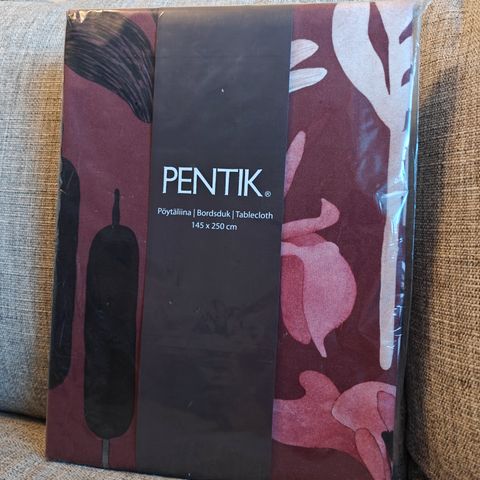 PENTIK®
Pöytäliina | Bordsduk | Tablecloth
145 x 250 cm